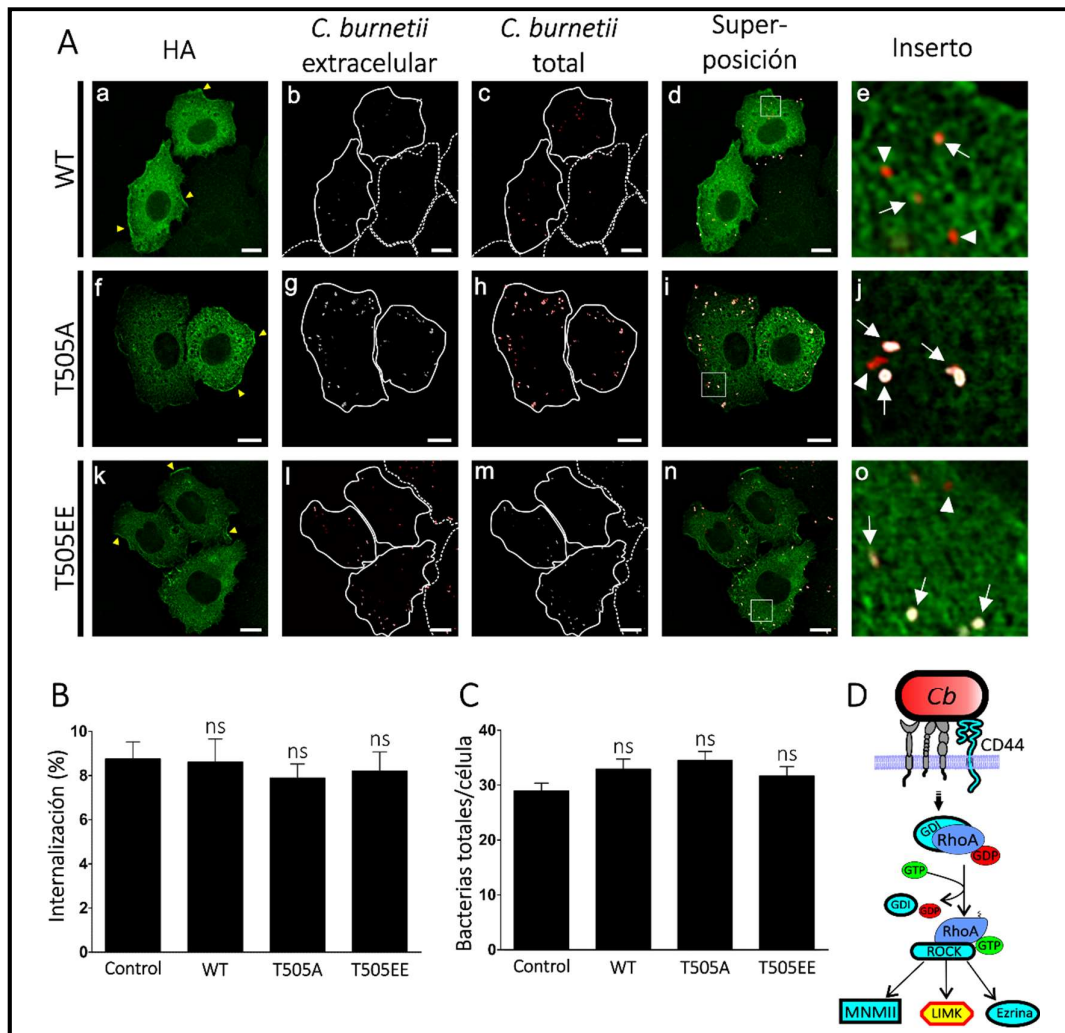 A
HA
C. burnetii extracelular
C. burnetii total
Super-posición
Inserto
WT
a
b
c
d
e
T505A
f
g
h
i
j
T505EE
k
l
m
n
o
B
Internalización (%)
10
8
6
4
2
0
ns
ns
ns
Control
WT
T505A
T505EE
C
Bacterias totales/célula
40
30
20
10
0
ns
ns
ns
Control
WT
T505A
T505EE
D
Cb
CD44
GDI
RhoA
GDP
GTP
GDI
GDP
RhoA
GTP
ROCK
MNMII
LIMK
Ezrina